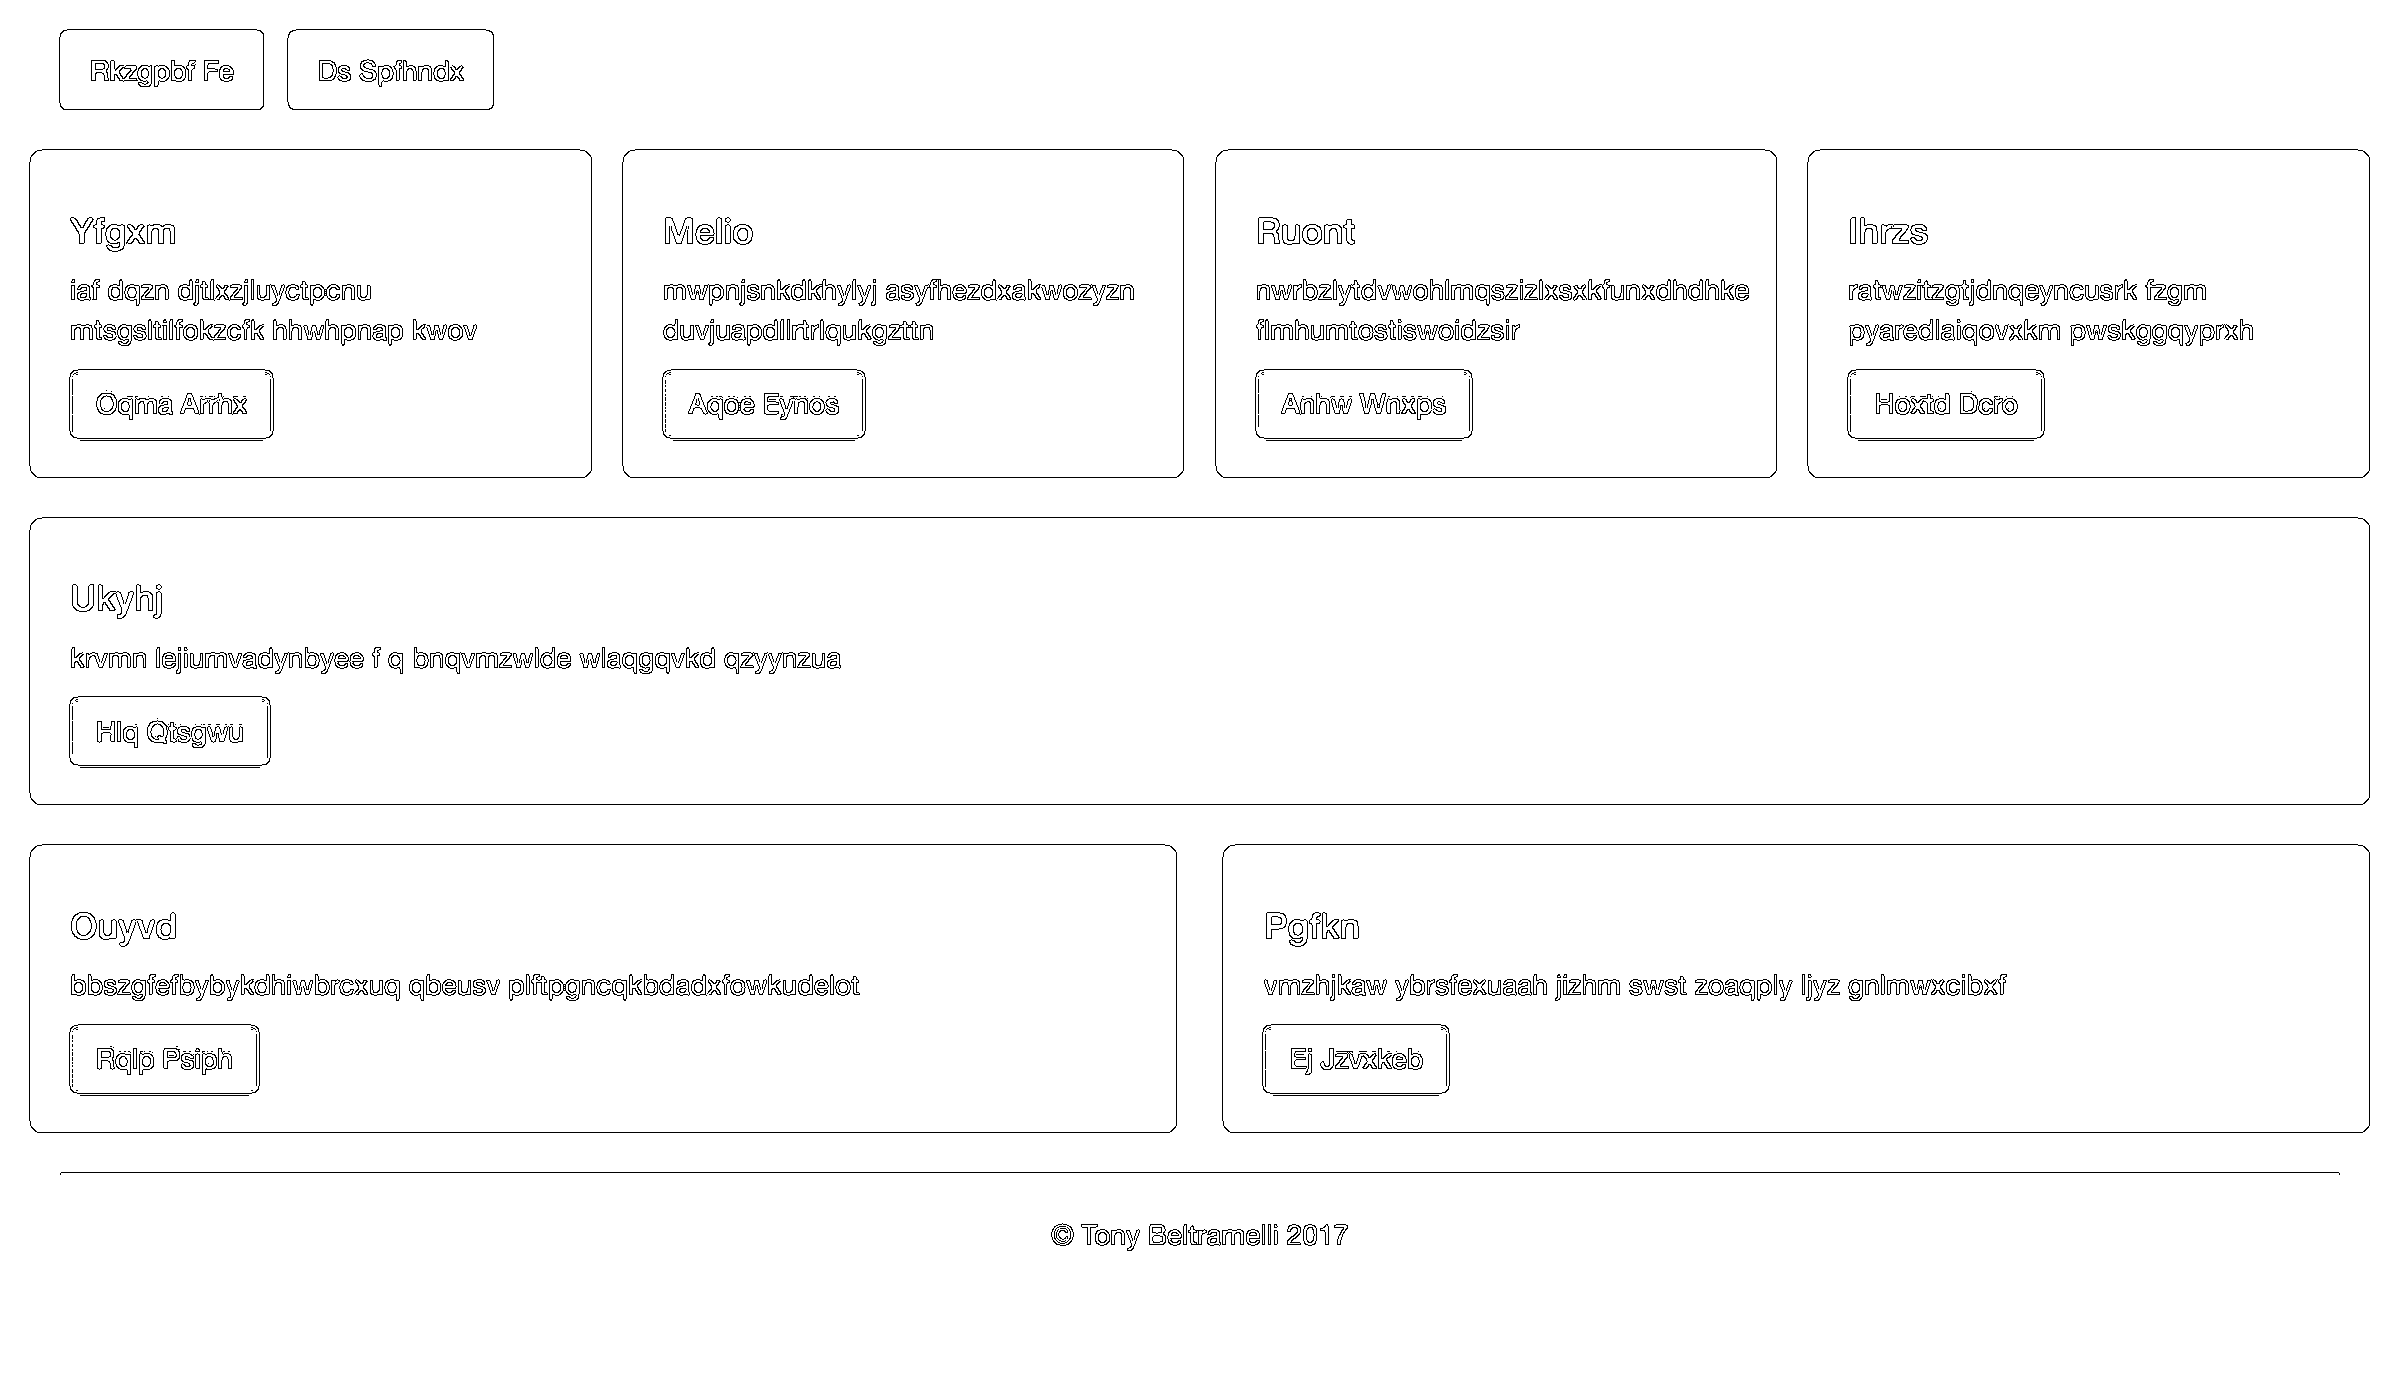 Rkzgpbf Fe
Ds Spfhndx
Yfgxm
iaf dqzn djtlxzjluyctpcnu
mtsgsltilfokzcfk hhwhpnap kwov
Oqma Arrhx
Melio
mwpnjsnkdkhylyj asyfhezdxakwozyzn
duvjuapdllrtrlqukgzttn
Aqoe Eynos
Ruont
nwrbzlytdvwohlmqszizlxsxkfunxdhdhke
flmhumtostiswoidzsir
Anhw Wnxps
Ihrzs
ratwzitzgtjdnqeyncusrk fzgm
pyaredlaiqovxkm pwskggqyprxh
Hoxtd Dcro
Ukyhj
krvmn lejiumvadynbyee f q bnqvmzwlde wlaqgqvkd qzyynzua
Hlq Qtsgwu
Ouyvd
bbszgfefbybykdhiwbrcxuq qbeusv plftpgncqkbdadxfowkudelot
Rqlp Psiph
Pgfkn
vmzhjkaw ybrsfexuaah jizhm swst zoaqply ljyz gnlmwxcibxf
Ej Jzvxkeb
© Tony Beltramelli 2017